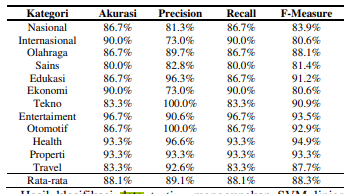 Kategori Akurasi Precision Recall F-Measure
Nasional 86.7% 81.3% 86.7% 83.9%
Internasional 90.0% 73.0% 90.0% 80.6%
Olahraga 86.7% 89.7% 86.7% 88.1%
Sains 80.0% 82.8% 80.0% 81.4%
Edukasi 86.7% 96.3% 86.7% 91.2%
Ekonomi 90.0% 73.0% 90.0% 80.6%
Tekno 83.3% 100.0% 83.3% 90.9%
Entertaiment 96.7% 90.6% 96.7% 93.5%
Otomotif 86.7% 100.0% 86.7% 92.9%
Health 93.3% 96.6% 93.3% 94.9%
Properti 93.3% 93.3% 93.3% 93.3%
Travel 83.3% 92.6% 83.3% 87.7%
Rata-rata 88.1% 89.1% 88.1% 88.3%